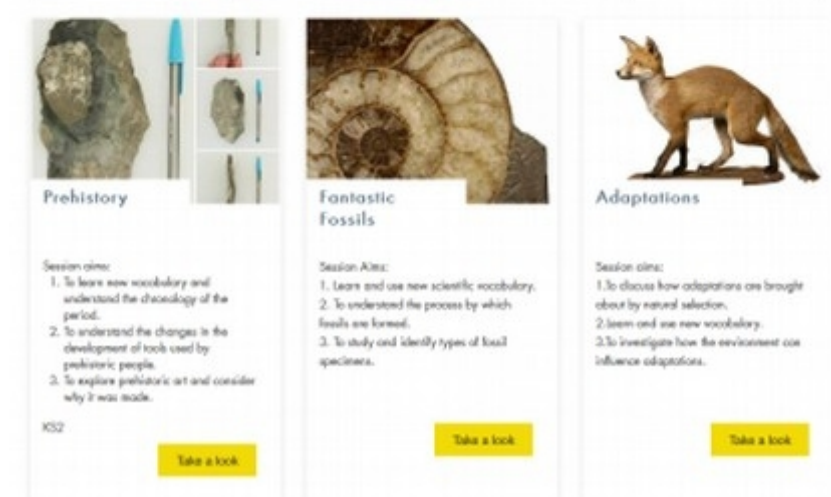 Prehistory
Session aims:
1. To learn new vocabulary and
understand the chronology of the
period.
2. To understand the changes in the
development of tools used by
prehistoric people.
3. To explore prehistoric art and consider
why it was made.
KS2
Take a look
Fantastic
Fossils
Session Aims:
1. Learn and use new scientific vocabulary.
2. To understand the process by which
fossils are formed.
3. To study and identify types of fossil
specimens.
Take a look
Adaptations
Session aims:
1.To discuss how adaptations are brought
about by natural selection.
2.Learn and use new vocabulary.
3.To investigate how the environment can
influence adaptations.
Take a look